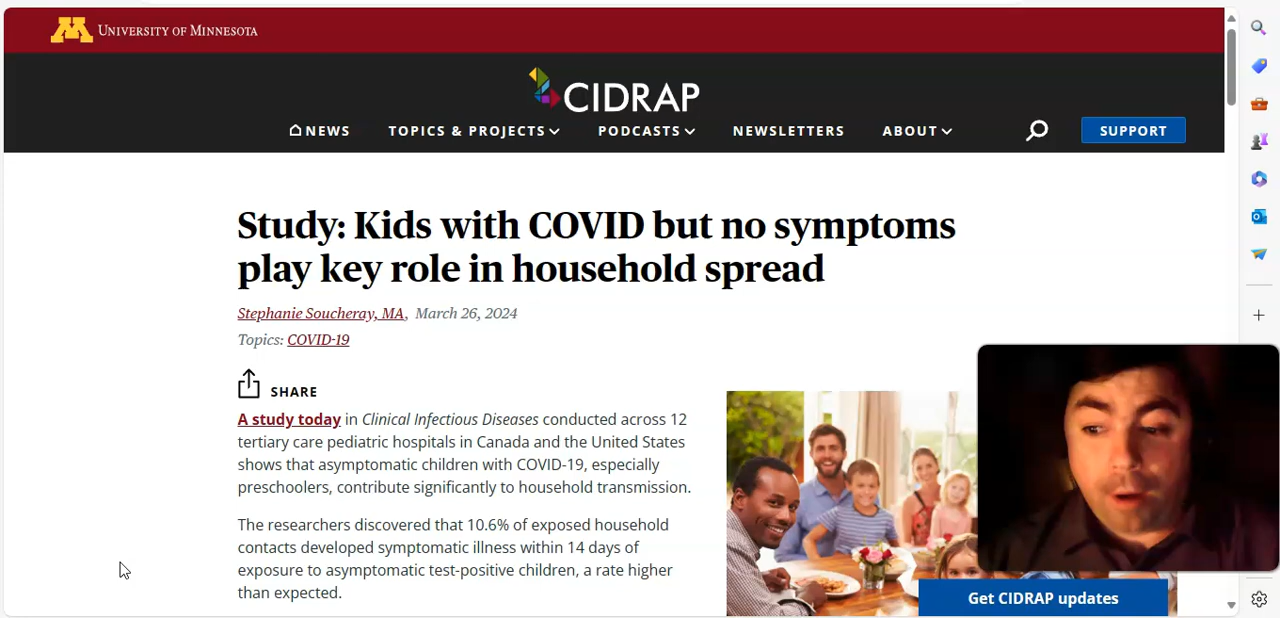 UNIVERSITY OF MINNESOTA
CIDRAP
NEWS TOPICS & PROJECTS PODCASTS NEWSLETTERS ABOUT SUPPORT
Study: Kids with COVID but no symptoms
play key role in household spread
Stephanie Soucheray, MA, March 26, 2024
Topics: COVID-19
SHARE
A study today in Clinical Infectious Diseases conducted across 12
tertiary care pediatric hospitals in Canada and the United States
shows that asymptomatic children with COVID-19, especially
preschoolers, contribute significantly to household transmission.
The researchers discovered that 10.6% of exposed household
contacts developed symptomatic illness within 14 days of
exposure to asymptomatic test-positive children, a rate higher
than expected.
Get CIDRAP updates